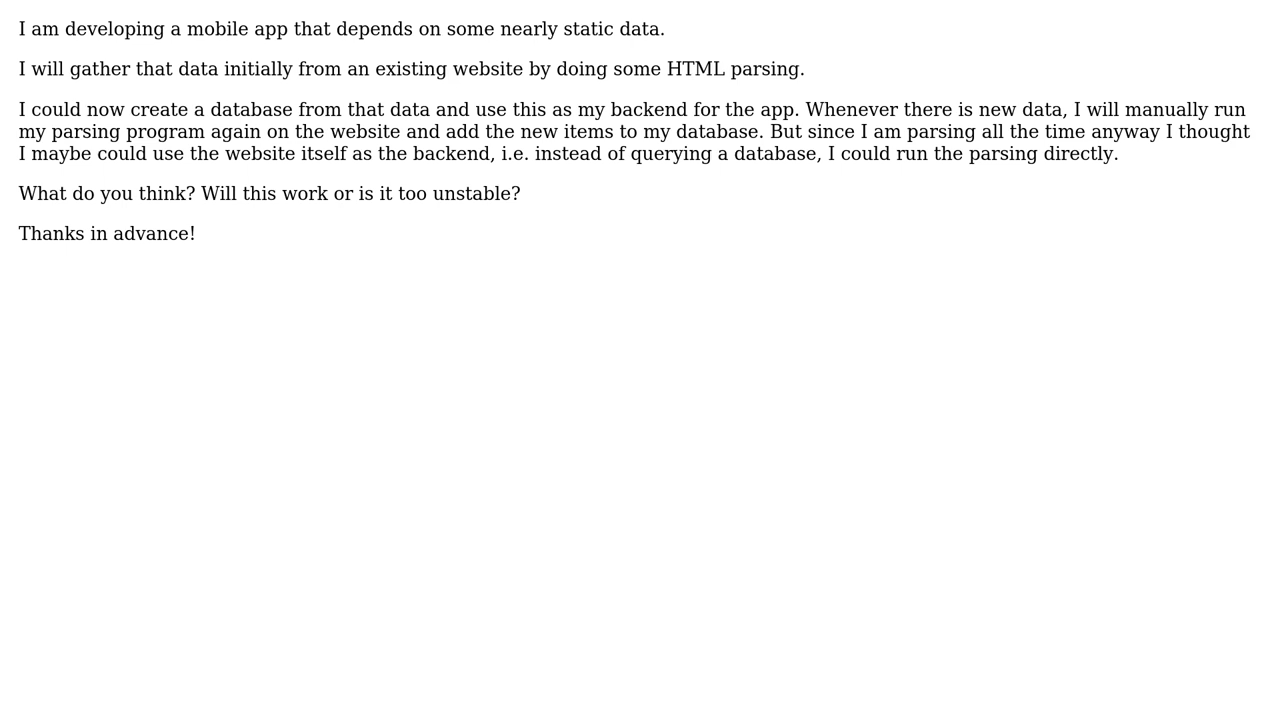 I am developing a mobile app that depends on some nearly static data.
I will gather that data initially from an existing website by doing some HTML parsing.
I could now create a database from that data and use this as my backend for the app. Whenever there is new data, I will manually run
my parsing program again on the website and add the new items to my database. But since I am parsing all the time anyway I thought
I maybe could use the website itself as the backend, i.e. instead of querying a database, I could run the parsing directly.
What do you think? Will this work or is it too unstable?
Thanks in advance!